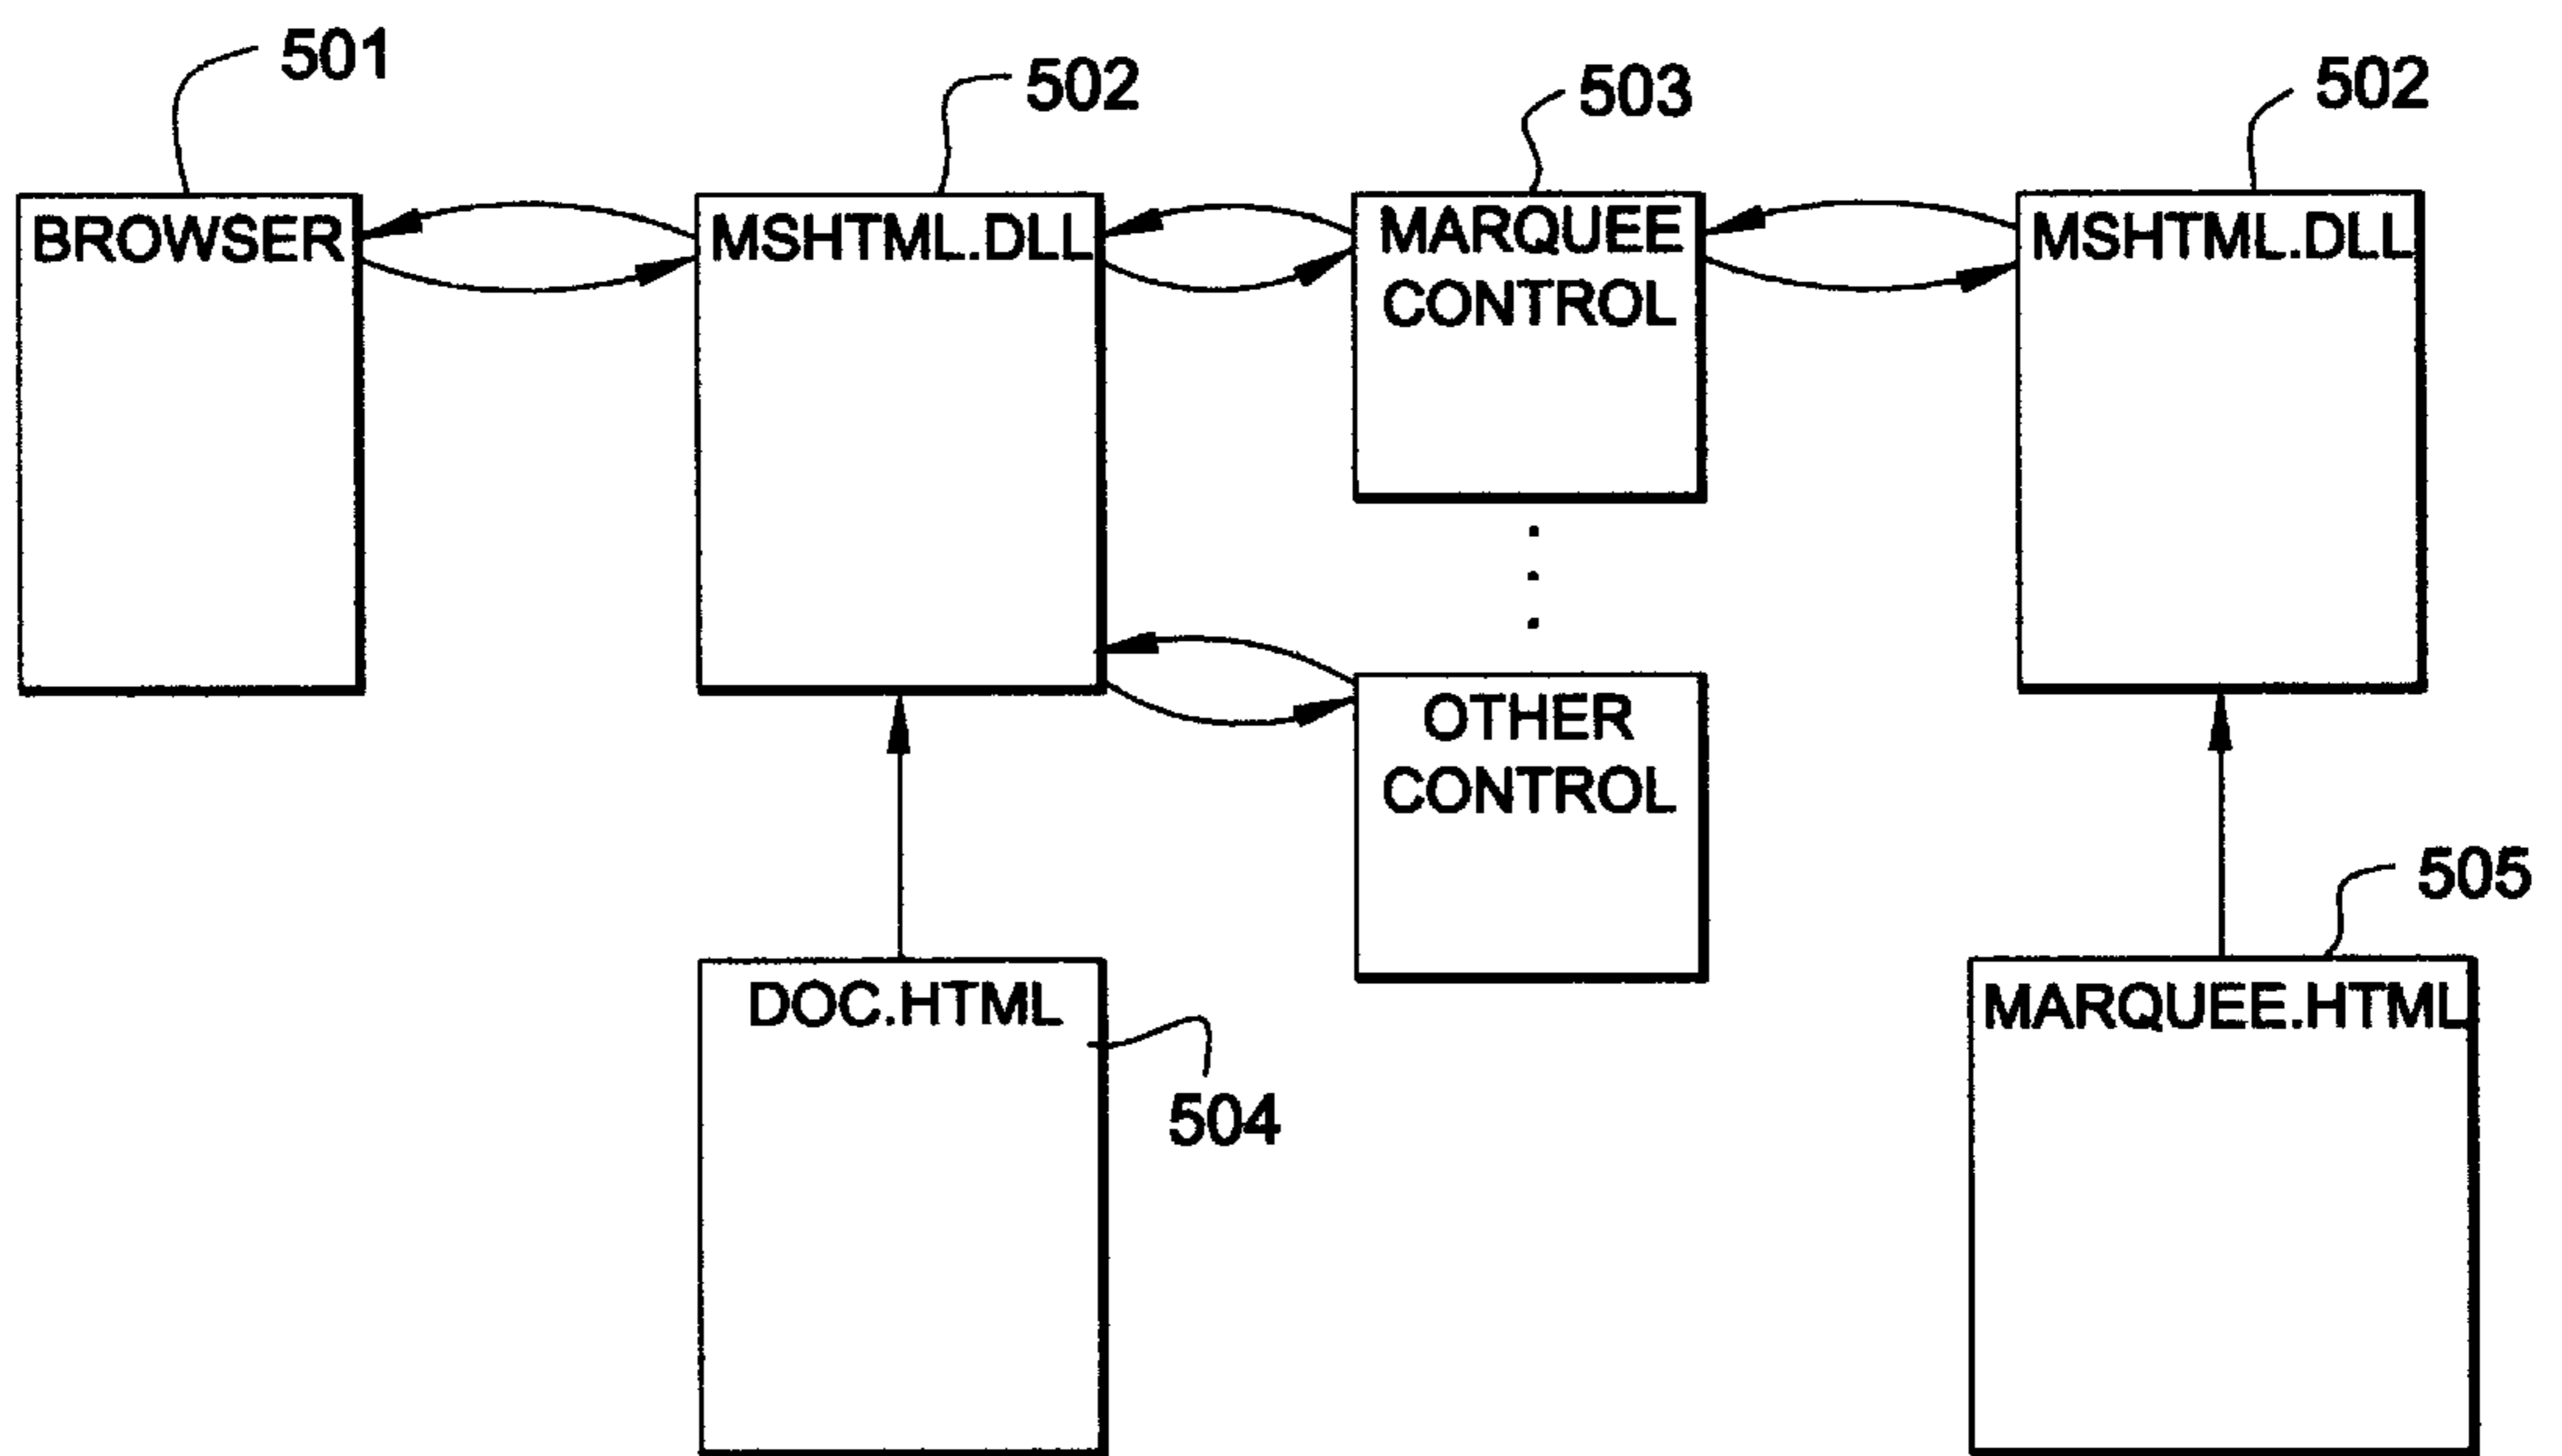 501
502
503
502
BROWSER
MSHTML.DLL
MARQUEE
CONTROL
MSHTML.DLL
OTHER
CONTROL
505
DOC.HTML
MARQUEE.HTML
504